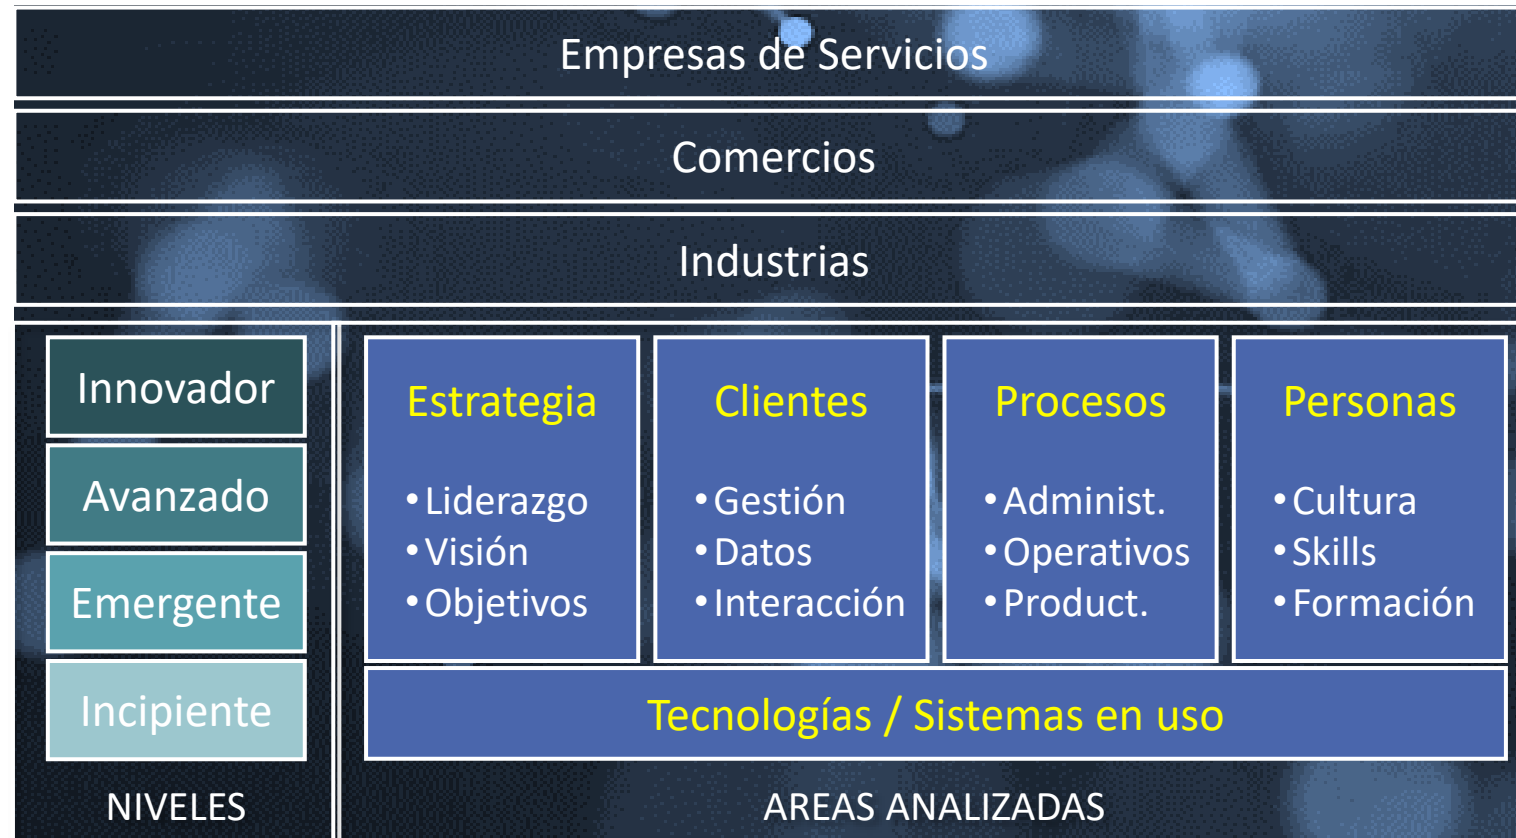 Empresas de Servicios
Comercios
Industrias
Innovador
Avanzado
Emergente
Incipiente
NIVELES
Estrategia
•Liderazgo
•Visión
•Objetivos
Clientes
•Gestión
•Datos
•Interacción
Procesos
•Administ.
•Operativos
•Product.
Personas
•Cultura
•Skills
•Formación
Tecnologías / Sistemas en uso
AREAS ANALIZADAS